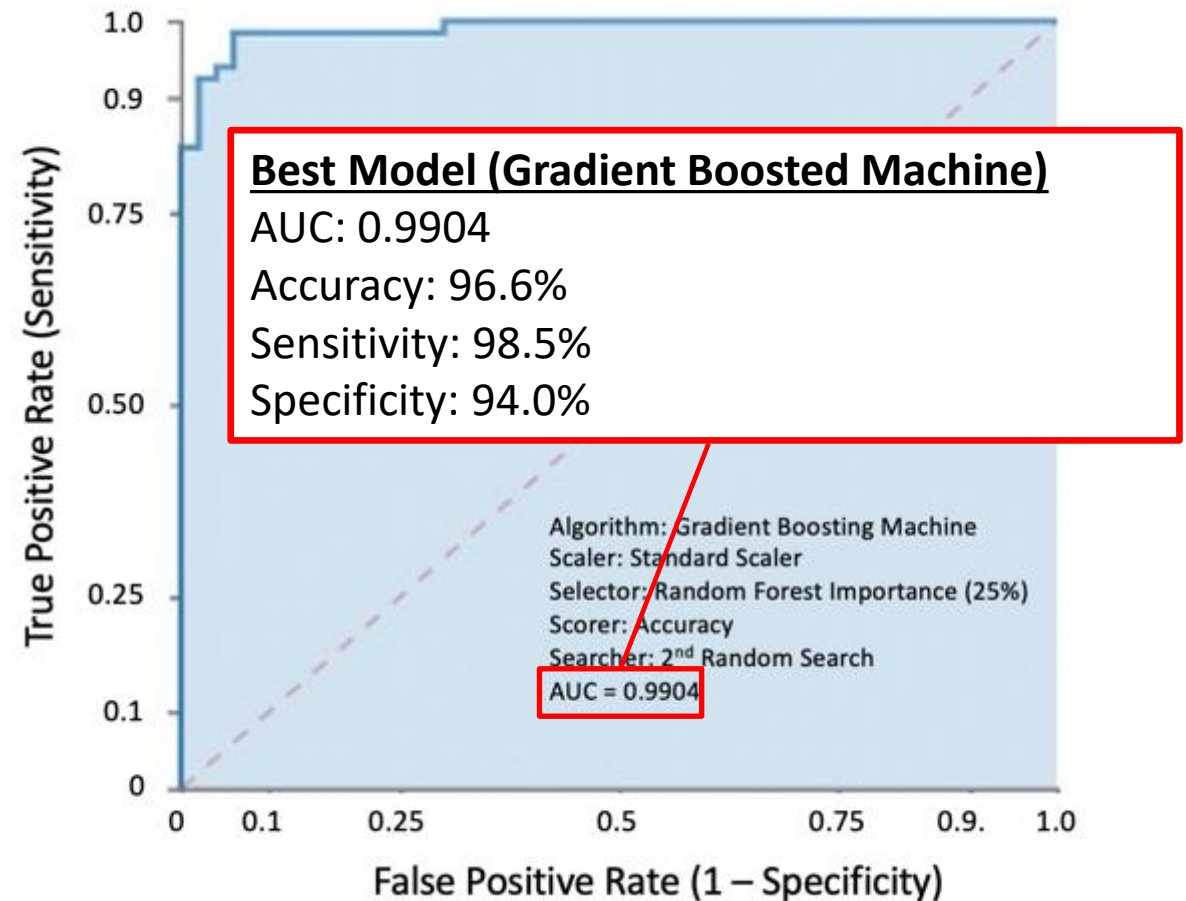 1.0
0.9
0.75
0.50
0.25
0.1
0
True Positive Rate (Sensitivity)
Best Model (Gradient Boosted Machine)
AUC: 0.9904
Accuracy: 96.6%
Sensitivity: 98.5%
Specificity: 94.0%
Algorithm: Gradient Boosting Machine
Scaler: Standard Scaler
Selector: Random Forest Importance (25%)
Scorer: Accuracy
Searcher: 2nd Random Search
AUC = 0.9904
0 0.1 0.25 0.5 0.75 0.9. 1.0
False Positive Rate (1 – Specificity)